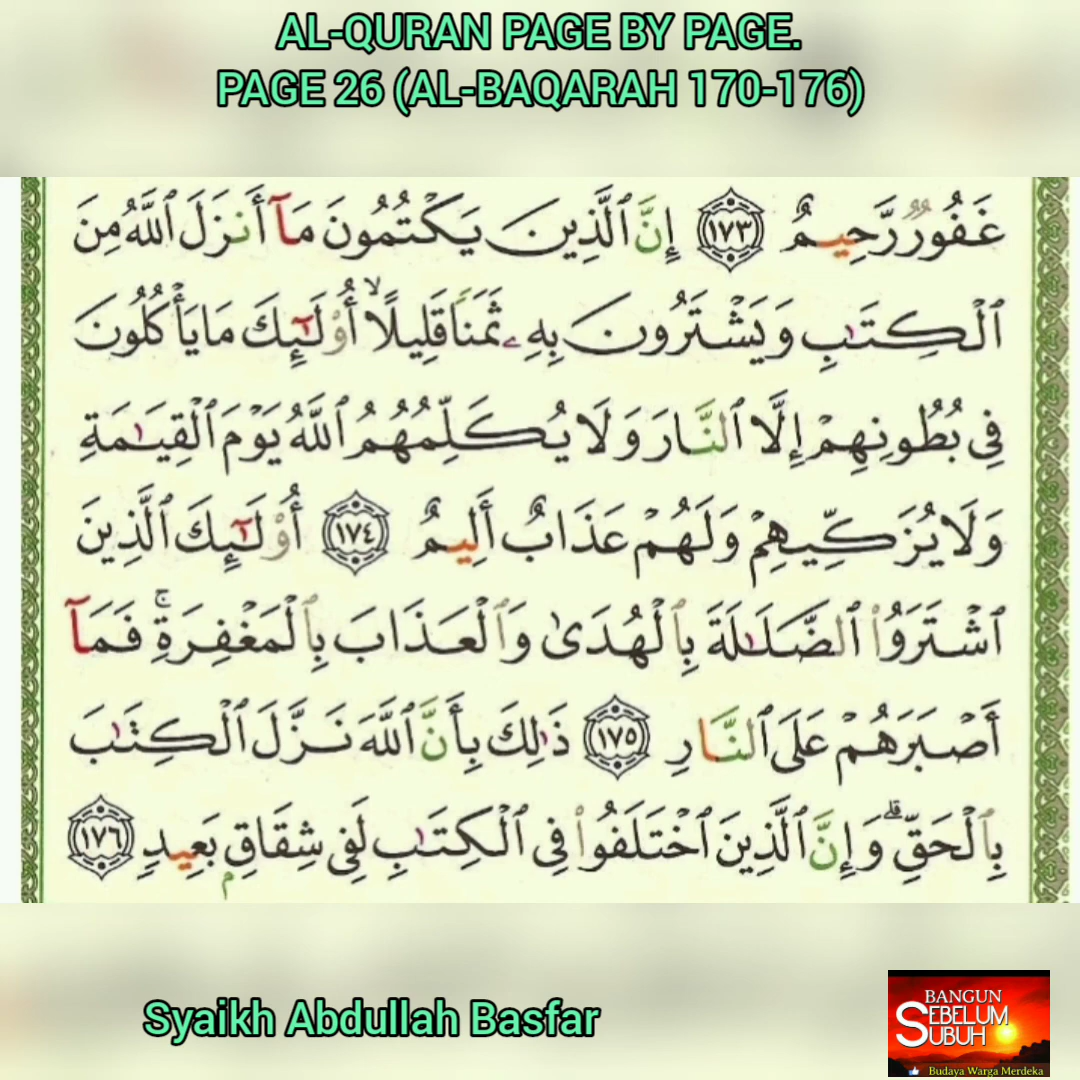 AL-QURAN PAGE BY PAGE.
PAGE 26 (AL-BAQARAH 170-176)
غَفُورٌ رَّحِيمٌ ١٧٣ إِنَّ ٱلَّذِينَ يَكْتُمُونَ مَآ أَنزَلَ ٱللَّهُ مِنَ
ٱلْكِتَٰبِ وَيَشْتَرُونَ بِهِۦ ثَمَنًا قَلِيلًا ۙ أُو۟لَٰٓئِكَ مَا يَأْكُلُونَ
فِى بُطُونِهِمْ إِلَّا ٱلنَّارَ وَلَا يُكَلِّمُهُمُ ٱللَّهُ يَوْمَ ٱلْقِيَٰمَةِ
وَلَا يُزَكِّيهِمْ وَلَهُمْ عَذَابٌ أَلِيمٌ ١٧٤ أُو۟لَٰٓئِكَ ٱلَّذِينَ
ٱشْتَرَوُا۟ ٱلضَّلَٰلَةَ بِٱلْهُدَىٰ وَٱلْعَذَابَ بِٱلْمَغْفِرَةِ ۚ فَمَآ
أَصْبَرَهُمْ عَلَى ٱلنَّارِ ١٧٥ ذَٰلِكَ بِأَنَّ ٱللَّهَ نَزَّلَ ٱلْكِتَٰبَ
بِٱلْحَقِّ ۗ وَإِنَّ ٱلَّذِينَ ٱخْتَلَفُوا۟ فِى ٱلْكِتَٰبِ لَفِى شِقَاقٍۭ بَعِيدٍ ١٧٦
Syaikh Abdullah Basfar
BANGUN
SEBELUM
SUBUH
Budaya Warga Merdeka